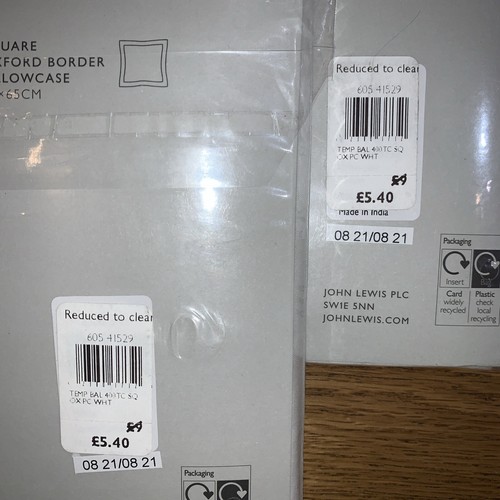 UARE
XFORD BORDER
LOWCASE
×65CM
Reduced to clear
605 41529
TEMP BAL 400TC SQ
OX PC WHT
£9
£5.40
08 21/08 21
Packaging
Reduced to clear
605 41529
TEMP BAL 400TC SQ
OX PC WHT
£9
£5.40
Made in India
08 21/08 21
JOHN LEWIS PLC
SW1E 5NN
JOHNLEWIS.COM
Packaging
Insert
Card
widely
recycled
Plastic
check
local
recycling